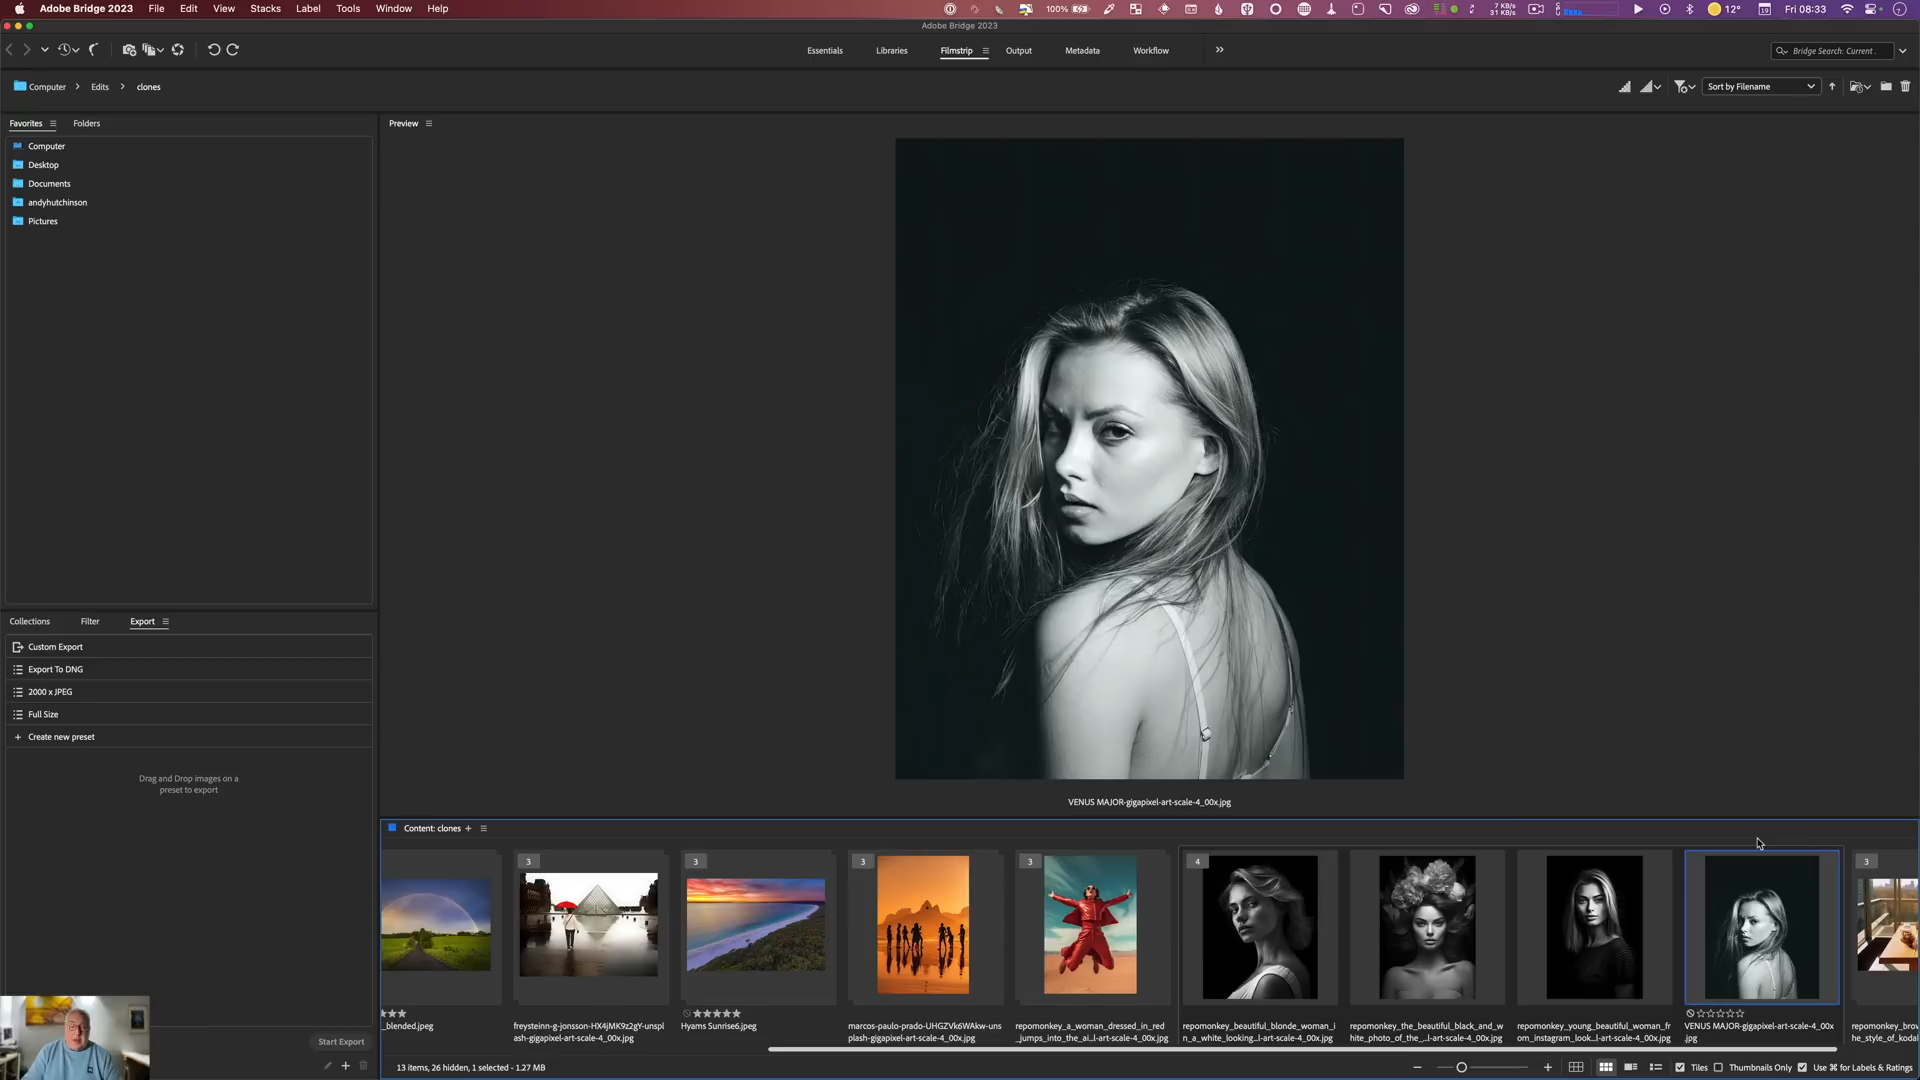 Adobe Bridge 2023 File Edit View Stacks Label Tools Window Help
100% 7 KB/s 31 KB/s 12° 19 Fri 08:33
Adobe Bridge 2023
Essentials Libraries Filmstrip Output Metadata Workflow
Bridge Search: Current
Computer Edits clones
Sort by Filename
Favorites Folders
Computer
Desktop
Documents
andyhutchinson
Pictures
Preview
VENUS MAJOR-gigapixel-art-scale-4_00x.jpg
Collections Filter Export
Custom Export
Export To DNG
2000 x JPEG
Full Size
+ Create new preset
Drag and Drop images on a
preset to export
Start Export
Content: clones
3 3 3 3 4 3
_blended.jpeg
freysteinn-g-jonsson-HX4jMK9z2gY-unspl
ash-gigapixel-art-scale-4_00x.jpg
Hyams Sunrise6.jpeg
marcos-paulo-prado-UHGZVk6WAkw-uns
plash-gigapixel-art-scale-4_00x.jpg
repomonkey_a_woman_dressed_in_red
_jumps_into_the_ai...l-art-scale-4_00x.jpg
repomonkey_beautiful_blonde_woman_i
n_a_white_looking...l-art-scale-4_00x.jpg
repomonkey_the_beautiful_black_and_w
hite_photo_of_the_...l-art-scale-4_00x.jpg
repomonkey_young_beautiful_woman_fr
om_instagram_look...l-art-scale-4_00x.jpg
VENUS MAJOR-gigapixel-art-scale-4_00x
.jpg
repomonkey_brow
he_style_of_kodal
13 items, 26 hidden, 1 selected - 1.27 MB
Tiles Thumbnails Only Use ⌘ for Labels & Ratings